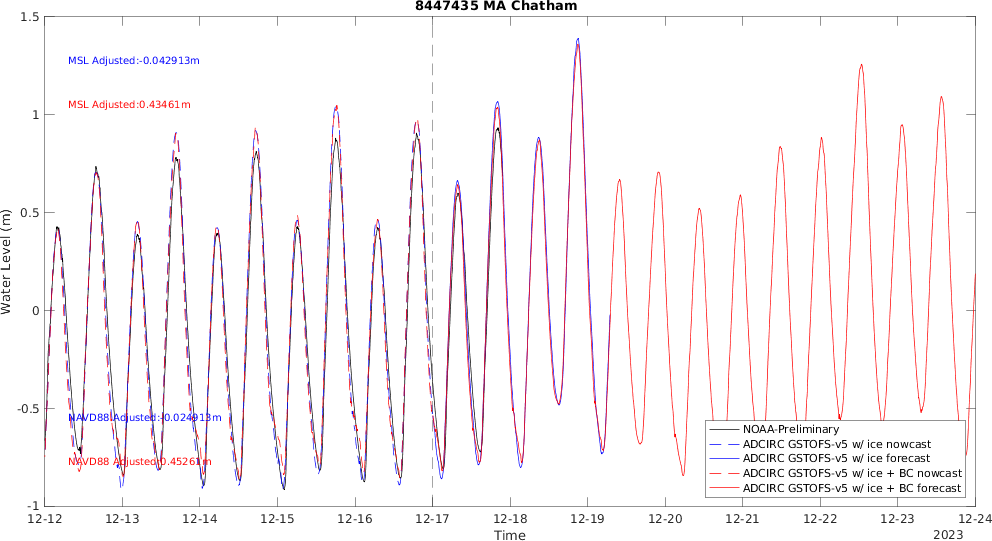 8447435 MA Chatham
1.5
MSL Adjusted:-0.042913m
MSL Adjusted:0.43461m
1
0.5
Water Level (m)
0
-0.5
NAVD88 Adjusted:-0.024913m
NAVD88 Adjusted:0.45261m
-1
NOAA-Preliminary
ADCIRC GSTOFS-v5 w/ ice nowcast
ADCIRC GSTOFS-v5 w/ ice forecast
ADCIRC GSTOFS-v5 w/ ice + BC nowcast
ADCIRC GSTOFS-v5 w/ ice + BC forecast
12-12 12-13 12-14 12-15 12-16 12-17 12-18 12-19 12-20 12-21 12-22 12-23 12-24
Time
2023